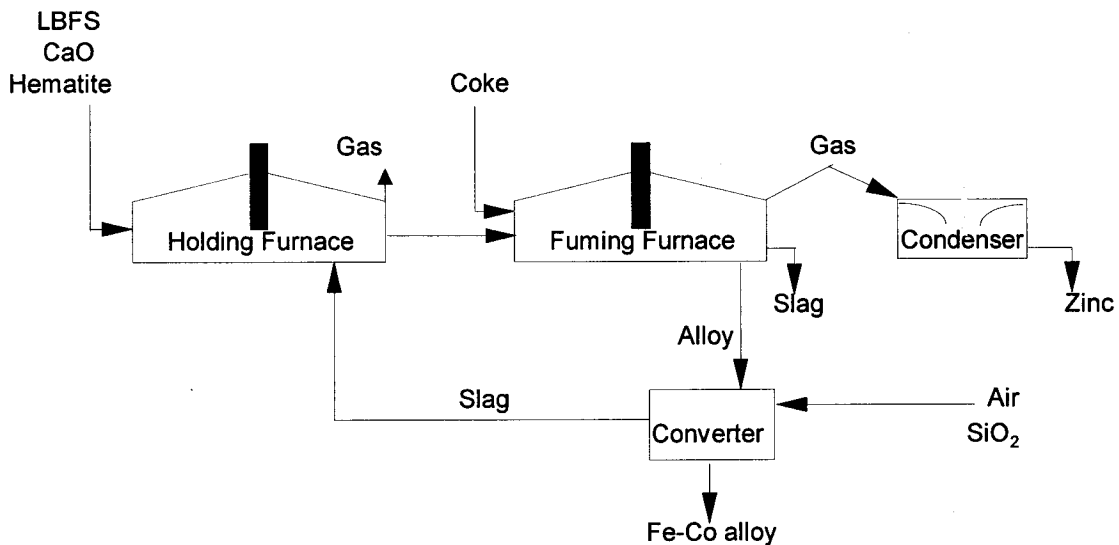 LBFS
CaO
Hematite
Coke
Gas
Gas
Holding Furnace
Fuming Furnace
Condenser
Slag
Zinc
Alloy
Slag
Converter
Air
SiO₂
Fe-Co alloy